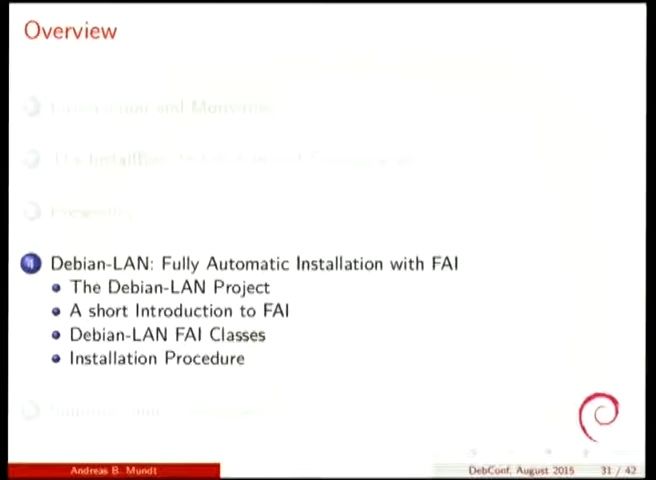 Overview
4
Debian-LAN: Fully Automatic Installation with FAI
The Debian-LAN Project
A short Introduction to FAI
Debian-LAN FAI Classes
Installation Procedure
Andreas B. Mundt
DebConf, August 2015
31 / 42